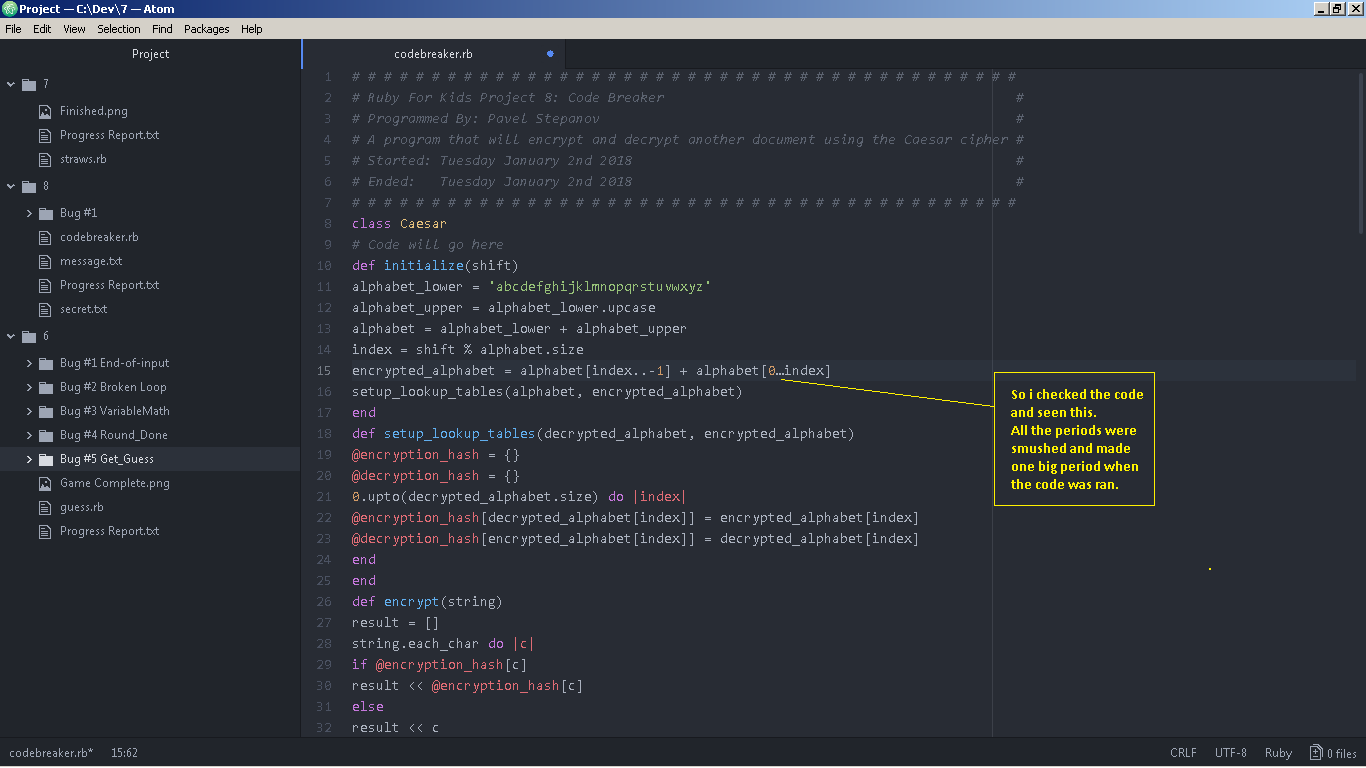 Project — C:\Dev\7 — Atom
File Edit View Selection Find Packages Help
Project
7
Finished.png
Progress Report.txt
straws.rb
8
Bug #1
codebreaker.rb
message.txt
Progress Report.txt
secret.txt
6
Bug #1 End-of-input
Bug #2 Broken Loop
Bug #3 VariableMath
Bug #4 Round_Done
Bug #5 Get_Guess
Game Complete.png
guess.rb
Progress Report.txt
codebreaker.rb
1 # # # # # # # # # # # # # # # # # # # # # # # # # # # # # # # # # # # # # # # # # #
2 # Ruby For Kids Project 8: Code Breaker #
3 # Programmed By: Pavel Stepanov #
4 # A program that will encrypt and decrypt another document using the Caesar cipher #
5 # Started: Tuesday January 2nd 2018 #
6 # Ended:   Tuesday January 2nd 2018 #
7 # # # # # # # # # # # # # # # # # # # # # # # # # # # # # # # # # # # # # # # # # #
8 class Caesar
9 # Code will go here
10 def initialize(shift)
11 alphabet_lower = 'abcdefghijklmnopqrstuvwxyz'
12 alphabet_upper = alphabet_lower.upcase
13 alphabet = alphabet_lower + alphabet_upper
14 index = shift % alphabet.size
15 encrypted_alphabet = alphabet[index..-1] + alphabet[0…index]
16 setup_lookup_tables(alphabet, encrypted_alphabet)
17 end
18 def setup_lookup_tables(decrypted_alphabet, encrypted_alphabet)
19 @encryption_hash = {}
20 @decryption_hash = {}
21 0.upto(decrypted_alphabet.size) do |index|
22 @encryption_hash[decrypted_alphabet[index]] = encrypted_alphabet[index]
23 @decryption_hash[encrypted_alphabet[index]] = decrypted_alphabet[index]
24 end
25 end
26 def encrypt(string)
27 result = []
28 string.each_char do |c|
29 if @encryption_hash[c]
30 result << @encryption_hash[c]
31 else
32 result << c
So i checked the code
and seen this.
All the periods were
smushed and made
one big period when
the code was ran.
codebreaker.rb* 15:62
CRLF UTF-8 Ruby 0 files